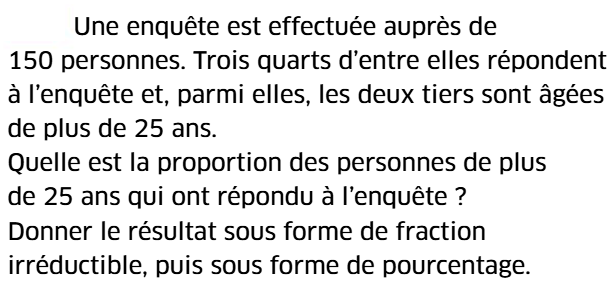 Une enquête est effectuée auprès de
150 personnes. Trois quarts d'entre elles répondent
à l'enquête et, parmi elles, les deux tiers sont âgées
de plus de 25 ans.
Quelle est la proportion des personnes de plus
de 25 ans qui ont répondu à l'enquête ?
Donner le résultat sous forme de fraction
irréductible, puis sous forme de pourcentage.